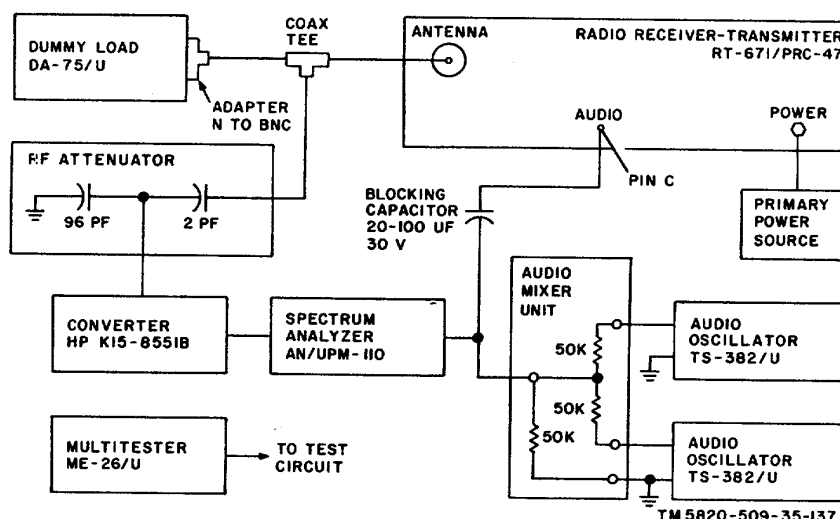 DUMMY LOAD
DA-75/U
COAX
TEE
ANTENNA
RADIO RECEIVER-TRANSMITTER
RT-671/PRC-47
ADAPTER
N TO BNC
AUDIO
POWER
PIN C
RF ATTENUATOR
96 PF
2 PF
BLOCKING
CAPACITOR
20-100 UF
30 V
PRIMARY
POWER
SOURCE
AUDIO
MIXER
UNIT
CONVERTER
HP K15-8551B
SPECTRUM
ANALYZER
AN/UPM-110
50K
50K
50K
AUDIO
OSCILLATOR
TS-382/U
MULTITESTER
ME-26/U
TO TEST
CIRCUIT
AUDIO
OSCILLATOR
TS-382/U
TM5820-509-35-137